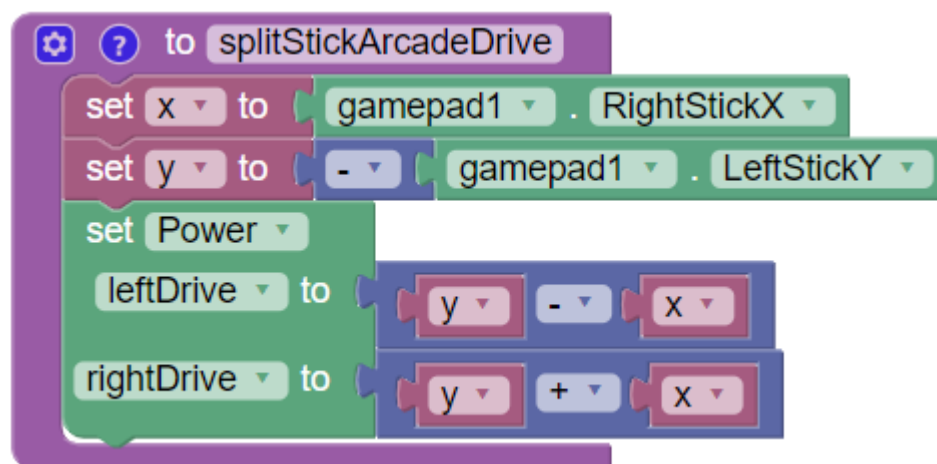 ? to splitStickArcadeDrive
set x to gamepad1 . RightStickX
set y to - gamepad1 . LeftStickY
set Power
leftDrive to y - x
rightDrive to y + x